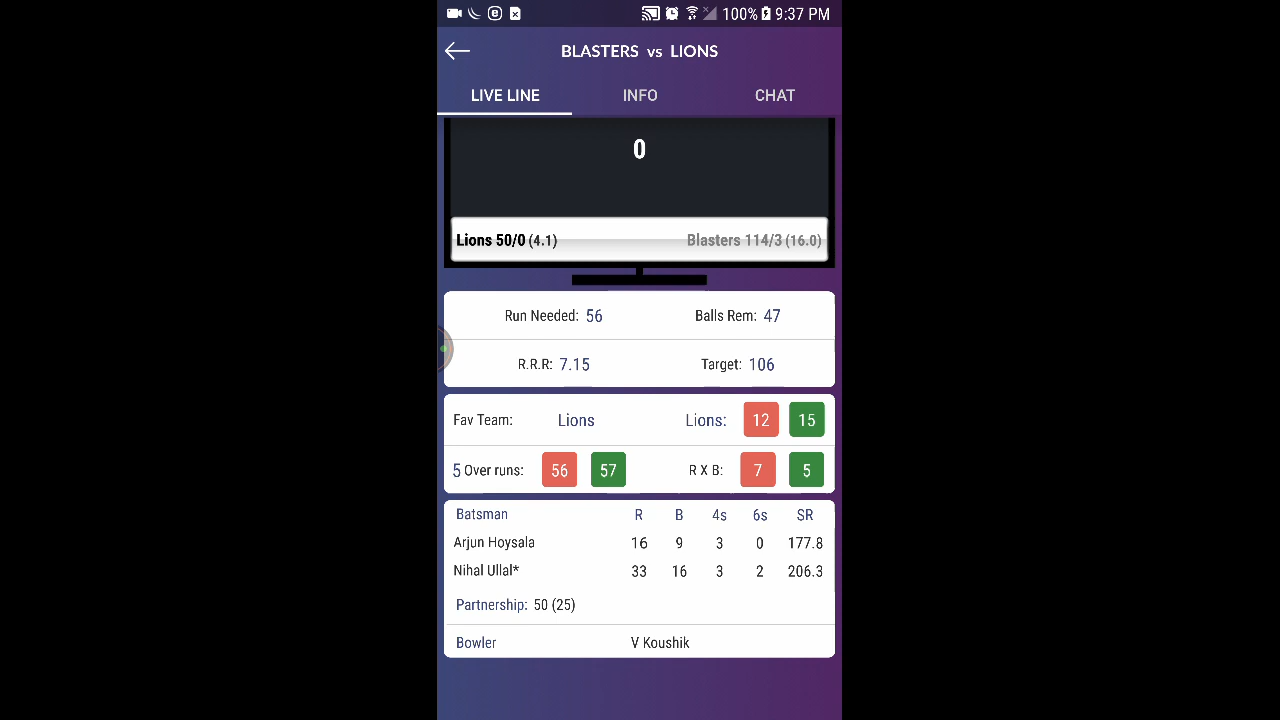 100% 9:37 PM
BLASTERS vs LIONS
LIVE LINE INFO CHAT
0
Lions 50/0 (4.1) Blasters 114/3 (16.0)
Run Needed: 56 Balls Rem: 47
R.R.R: 7.15 Target: 106
Fav Team: Lions Lions: 12 15
5 Over runs: 56 57 R X B: 7 5
Batsman R B 4s 6s SR
Arjun Hoysala 16 9 3 0 177.8
Nihal Ullal* 33 16 3 2 206.3
Partnership: 50 (25)
Bowler V Koushik